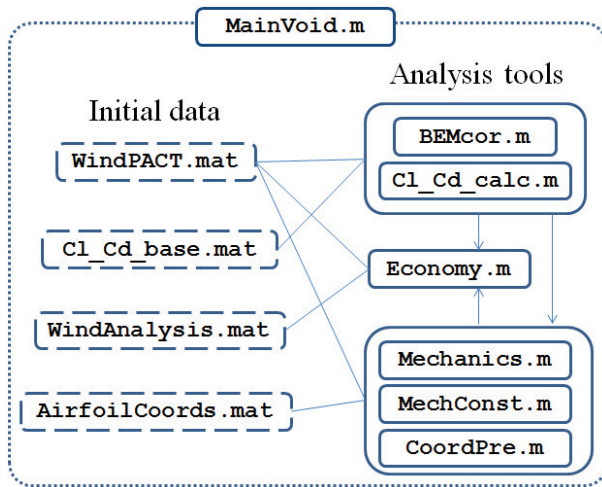 MainVoid.m
Initial data
WindPACT.mat
Cl_Cd_base.mat
WindAnalysis.mat
AirfoilCoords.mat
Analysis tools
BEMcor.m
Cl_Cd_calc.m
Economy.m
Mechanics.m
MechConst.m
CoordPre.m